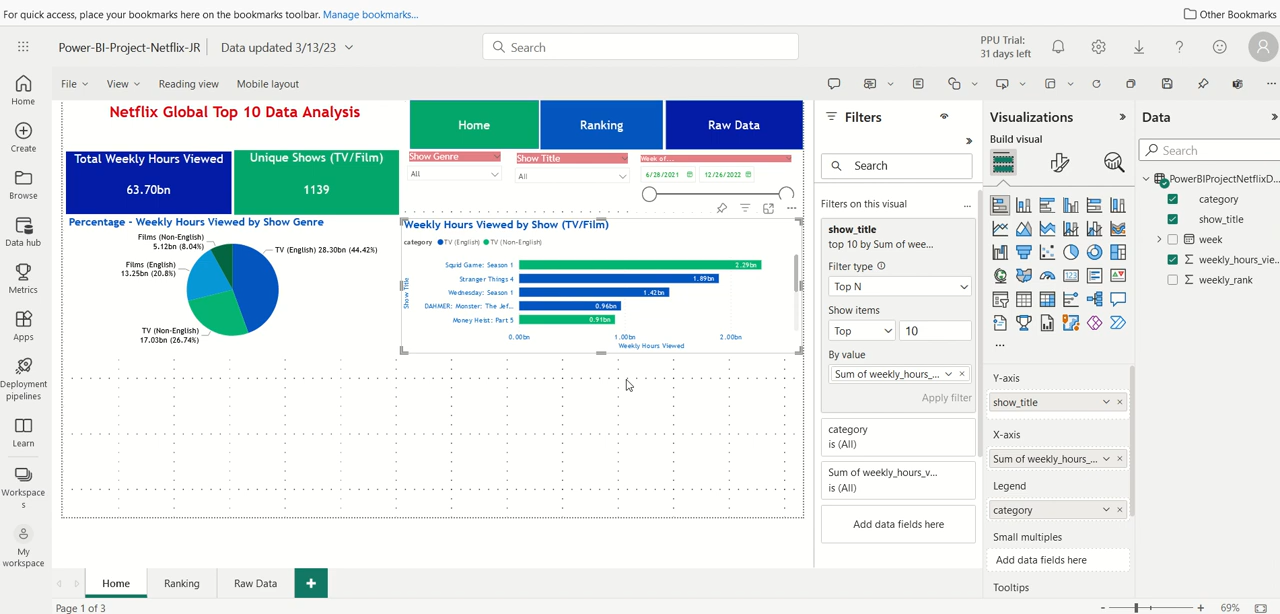 For quick access, place your bookmarks here on the bookmarks toolbar. Manage bookmarks...
Other Bookmarks
Power-BI-Project-Netflix-JR
Data updated 3/13/23
Search
PPU Trial:
31 days left
File
View
Reading view
Mobile layout
Home
Create
Browse
Data hub
Metrics
Apps
Deployment
pipelines
Learn
Workspace
s
My
workspace
Netflix Global Top 10 Data Analysis
Home
Ranking
Raw Data
Total Weekly Hours Viewed
63.70bn
Unique Shows (TV/Film)
1139
Show Genre
All
Show Title
All
Week of...
6/28/2021
12/26/2022
Percentage - Weekly Hours Viewed by Show Genre
Films (Non-English)
5.12bn (8.04%)
TV (English) 28.30bn (44.42%)
Films (English)
13.25bn (20.8%)
TV (Non-English)
17.03bn (26.74%)
Weekly Hours Viewed by Show (TV/Film)
category TV (English) TV (Non-English)
Show Title
Squid Game: Season 1 2.29bn
Stranger Things 4 1.89bn
Wednesday: Season 1 1.42bn
DAHMER: Monster: The Jef... 0.96bn
Money Heist: Part 5 0.91bn
0.00bn 1.00bn 2.00bn
Weekly Hours Viewed
Filters
Search
Filters on this visual
...
show_title
top 10 by Sum of wee...
Filter type
Top N
Show items
Top
10
By value
Sum of weekly_hours_...
Apply filter
category
is (All)
Sum of weekly_hours_v...
is (All)
Add data fields here
Visualizations
Build visual
...
Y-axis
show_title
X-axis
Sum of weekly_hours_...
Legend
category
Small multiples
Add data fields here
Tooltips
Data
Search
PowerBIProjectNetflixD...
category
show_title
week
weekly_hours_vie...
weekly_rank
Home
Ranking
Raw Data
+
Page 1 of 3
- + 69%